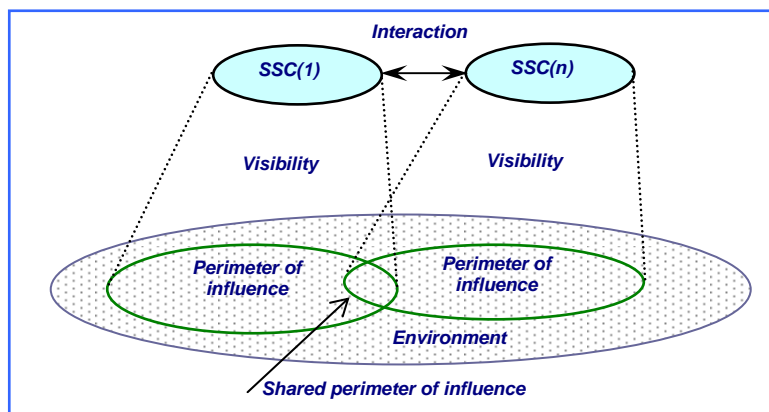 Interaction
SSC(1)
SSC(n)
Visibility
Visibility
Perimeter of
influence
Perimeter of
influence
Environment
Shared perimeter of influence